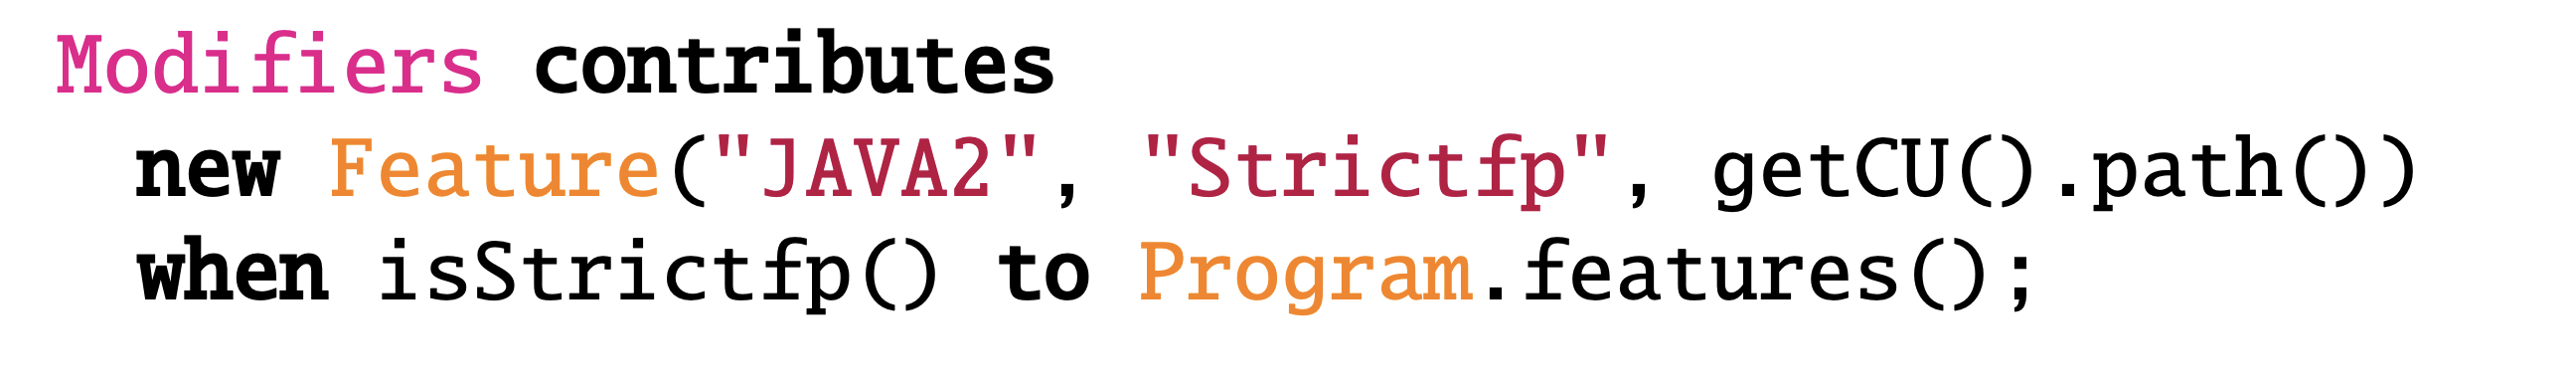 Modifiers contributes
new Feature("JAVA2", "Strictfp", getCU().path())
when isStrictfp() to Program.features();